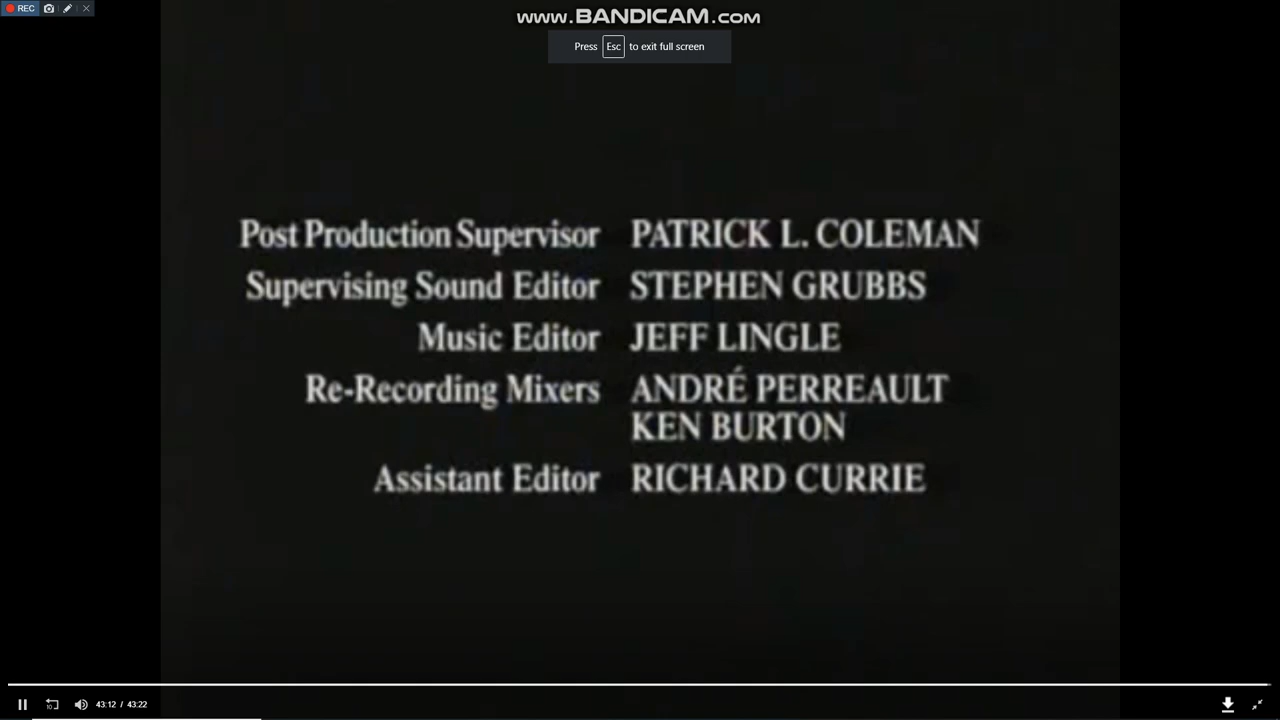 REC
www.BANDICAM.com
Press Esc to exit full screen
Post Production Supervisor PATRICK L. COLEMAN
Supervising Sound Editor STEPHEN GRUBBS
Music Editor JEFF LINGLE
Re-Recording Mixers ANDRÉ PERREAULT
KEN BURTON
Assistant Editor RICHARD CURRIE
10 43:12 / 43:22